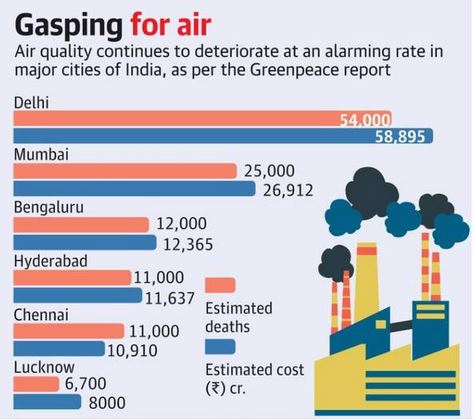 Gasping for air
Air quality continues to deteriorate at an alarming rate in
major cities of India, as per the Greenpeace report
Delhi
54,000
58,895
Mumbai
25,000
26,912
Bengaluru
12,000
12,365
Hyderabad
11,000
11,637
Chennai
11,000
10,910
Lucknow
6,700
8000
Estimated
deaths
Estimated cost
(₹) cr.